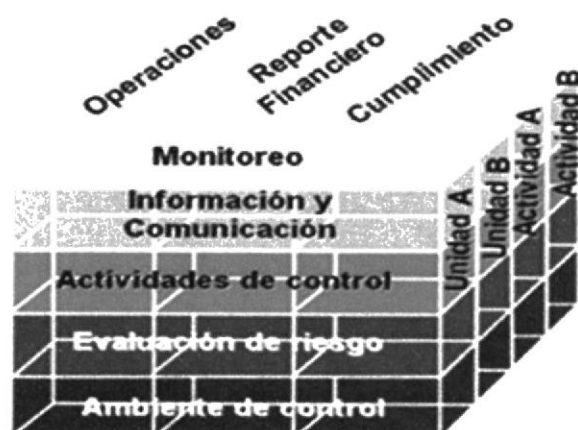 Operaciones
Reporte
Financiero
Cumplimiento
Monitoreo
Información y
Comunicación
Actividades de control
Evaluación de riesgo
Ambiente de control
Unidad A
Unidad B
Actividad A
Actividad B